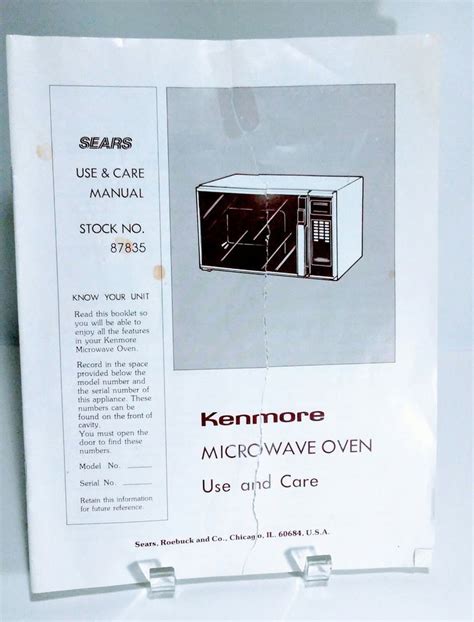 SEARS
USE & CARE
MANUAL
STOCK NO.
87835
KNOW YOUR UNIT
Read this booklet so
you will be able to
enjoy all the features
in your Kenmore
Microwave Oven.
Record in the space
provided below the
model number and
the serial number of
this appliance. These
numbers can be
found on the front of
cavity.
You must open the
door to find these
numbers.
Model No. ______
Serial No. ______
Retain this information
for future reference.
Kenmore
MICROWAVE OVEN
Use and Care
Sears, Roebuck and Co., Chicago, IL. 60684, U.S.A.